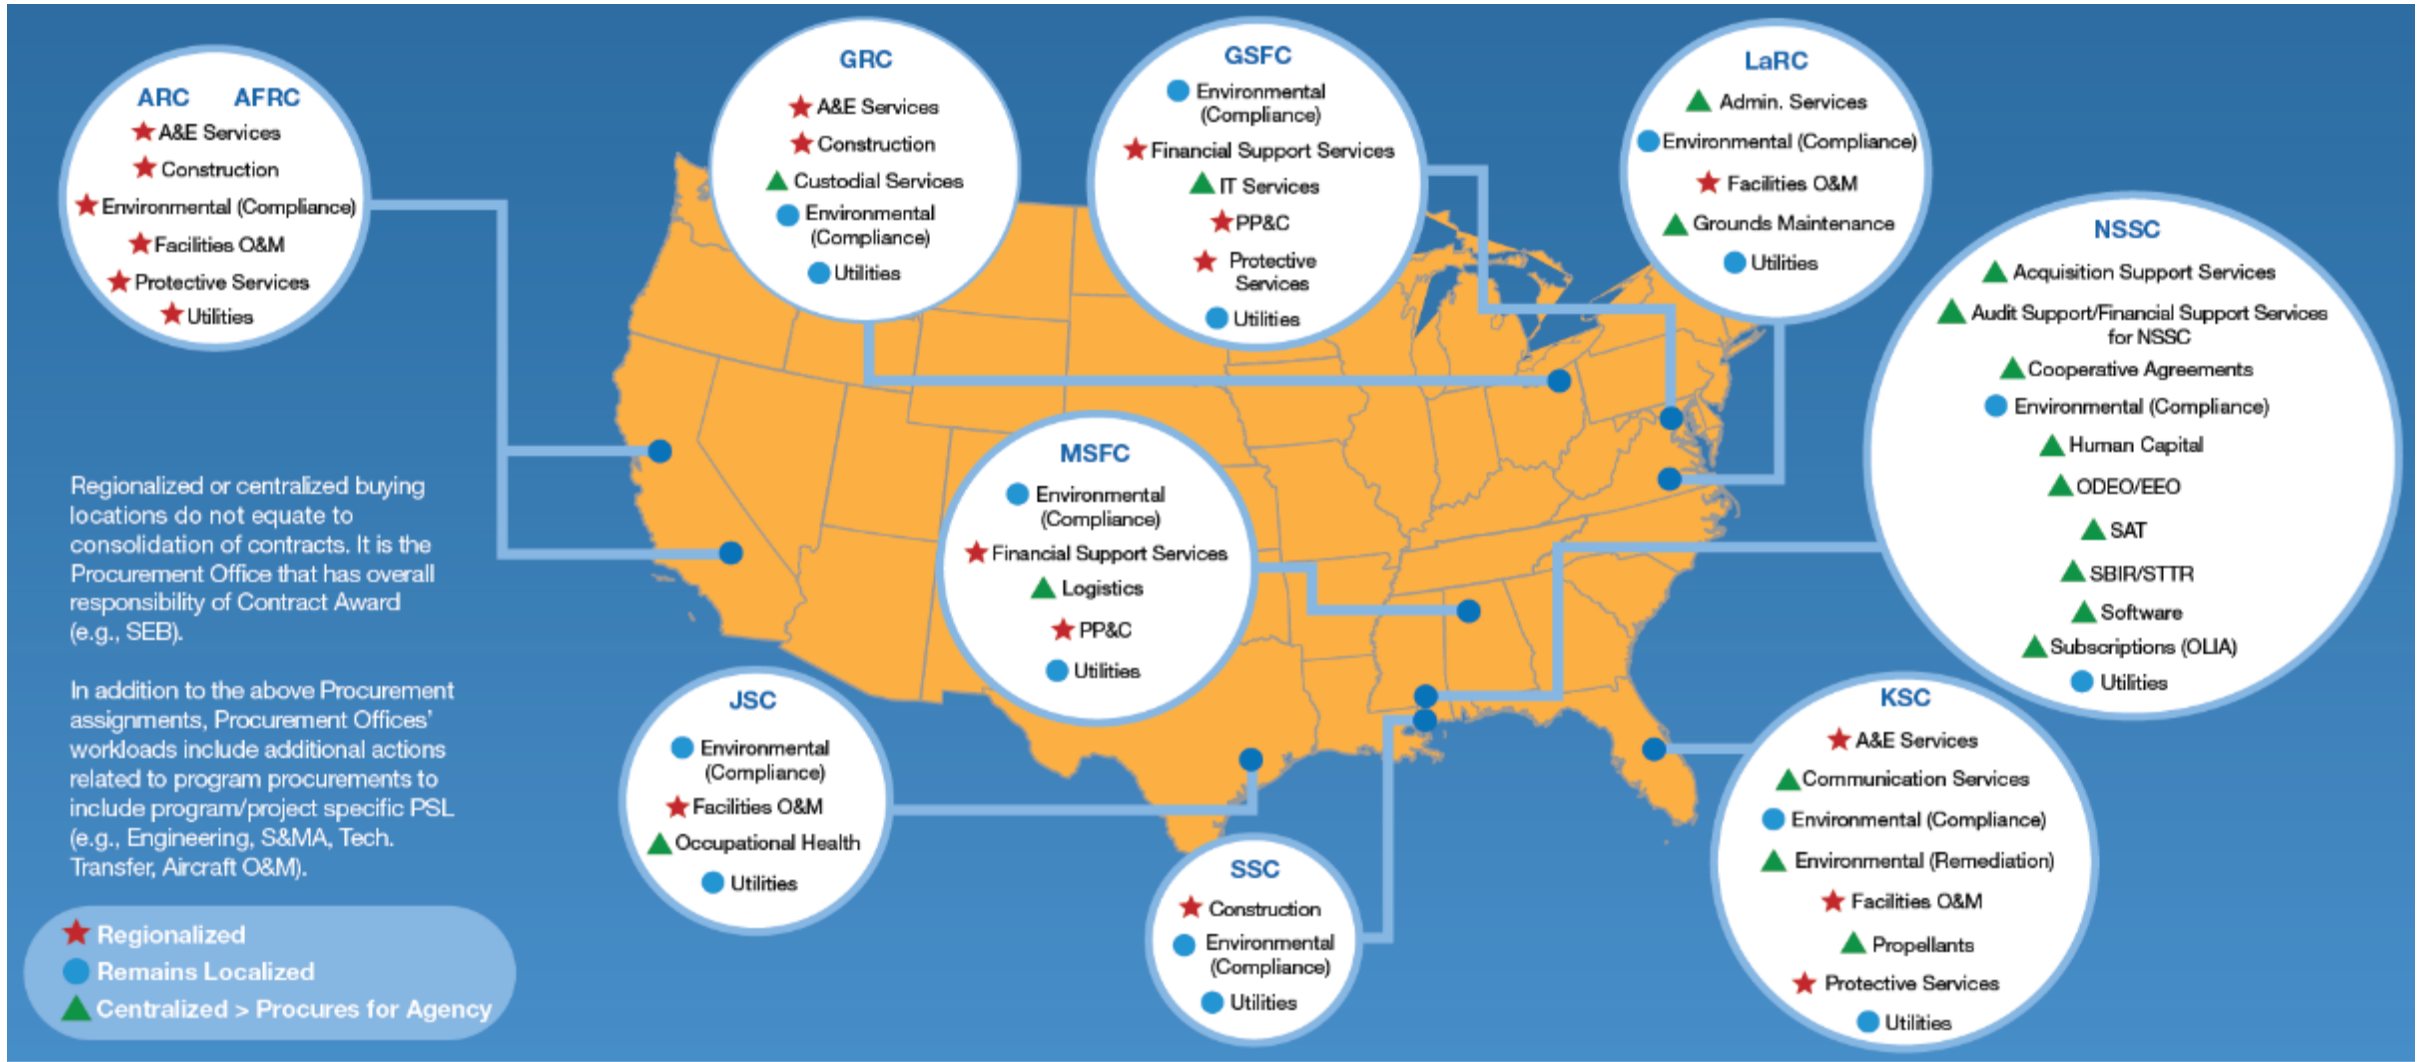 ARC AFRC
A&E Services
Construction
Environmental (Compliance)
Facilities O&M
Protective Services
Utilities
GRC
A&E Services
Construction
Custodial Services
Environmental
(Compliance)
Utilities
GSFC
Environmental
(Compliance)
Financial Support Services
IT Services
PP&C
Protective
Services
Utilities
LaRC
Admin. Services
Environmental (Compliance)
Facilities O&M
Grounds Maintenance
Utilities
NSSC
Acquisition Support Services
Audit Support/Financial Support Services
for NSSC
Cooperative Agreements
Environmental (Compliance)
Human Capital
ODEO/EEO
SAT
SBIR/STTR
Software
Subscriptions (OLIA)
Utilities
MSFC
Environmental
(Compliance)
Financial Support Services
Logistics
PP&C
Utilities
JSC
Environmental
(Compliance)
Facilities O&M
Occupational Health
Utilities
SSC
Construction
Environmental
(Compliance)
Utilities
KSC
A&E Services
Communication Services
Environmental (Compliance)
Environmental (Remediation)
Facilities O&M
Propellants
Protective Services
Utilities
Regionalized or centralized buying
locations do not equate to
consolidation of contracts. It is the
Procurement Office that has overall
responsibility of Contract Award
(e.g., SEB).
In addition to the above Procurement
assignments, Procurement Offices'
workloads include additional actions
related to program procurements to
include program/project specific PSL
(e.g., Engineering, S&MA, Tech.
Transfer, Aircraft O&M).
Regionalized
Remains Localized
Centralized > Procures for Agency